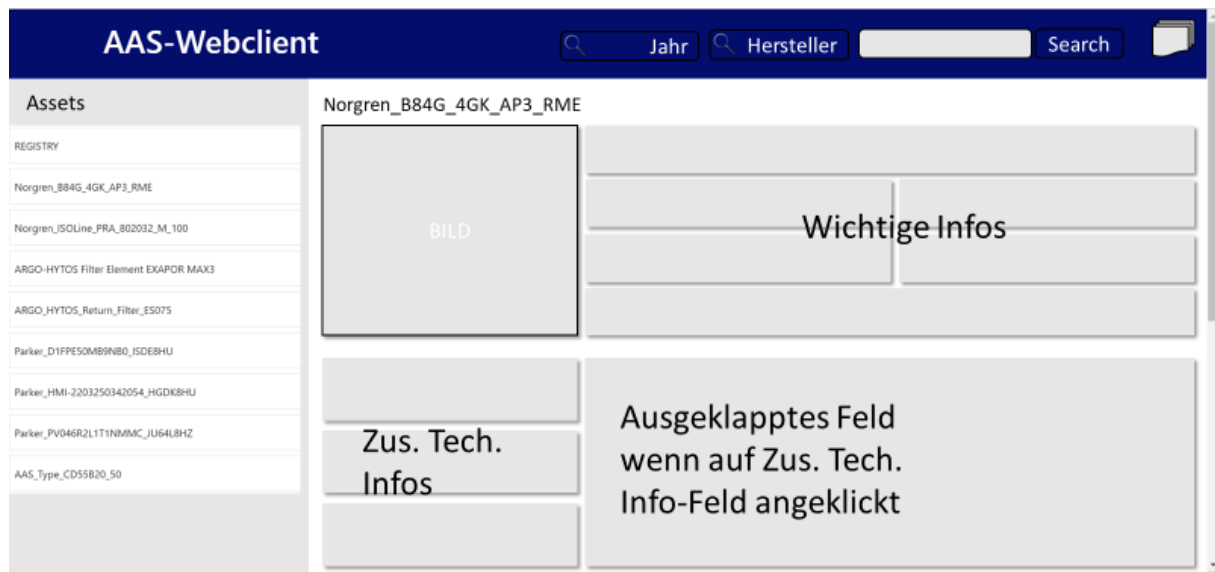 AAS-Webclient
Jahr
Hersteller
Search
Assets
REGISTRY
Norgren_B84G_4GK_AP3_RME
Norgren_ISOLine_PRA_802032_M_100
ARGO-HYTOS Filter Element EXAPOR MAX3
ARGO_HYTOS_Return_Filter_ES075
Parker_D1FPE50MB9NB0_ISDE8HU
Parker_HMI-2203250342054_HGDK8HU
Parker_PV046R2L1T1NMMC_JU64L8HZ
AAS_Type_CD55B20_50
Norgren_B84G_4GK_AP3_RME
BILD
Wichtige Infos
Zus. Tech.
Infos
Ausgeklapptes Feld
wenn auf Zus. Tech.
Info-Feld angeklickt